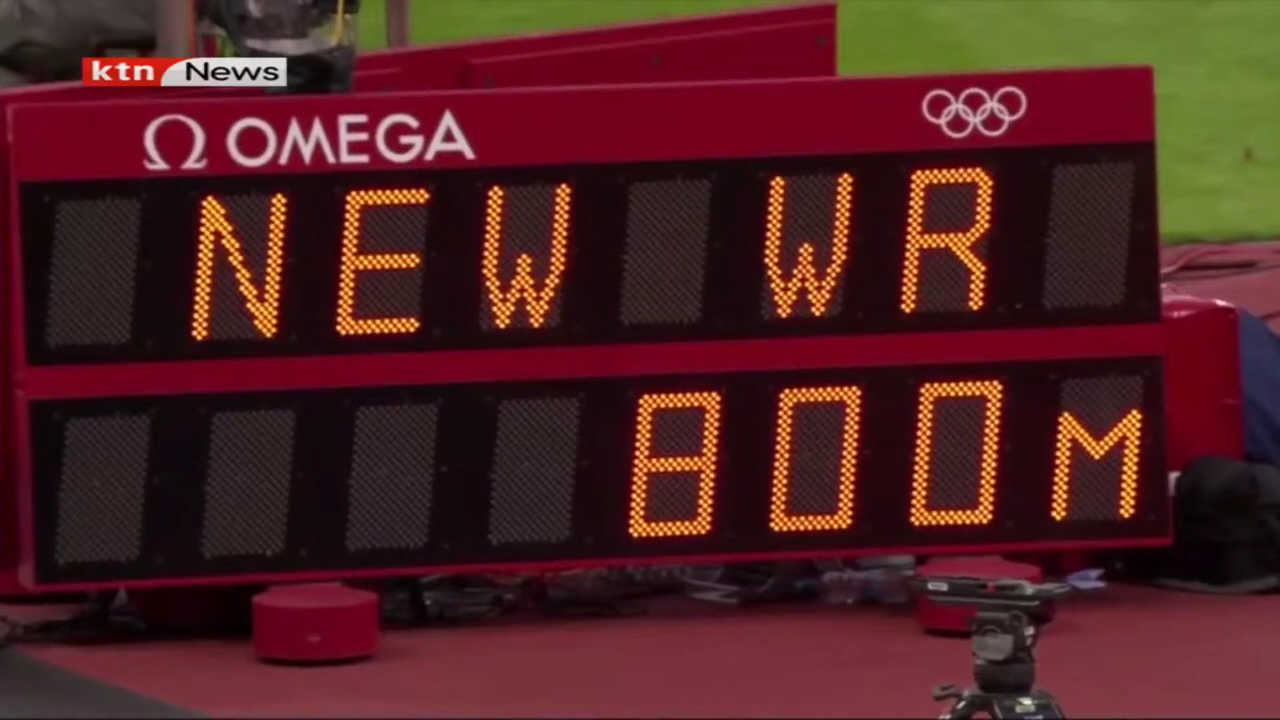 ktn News
Ω OMEGA
NEW WR
800M